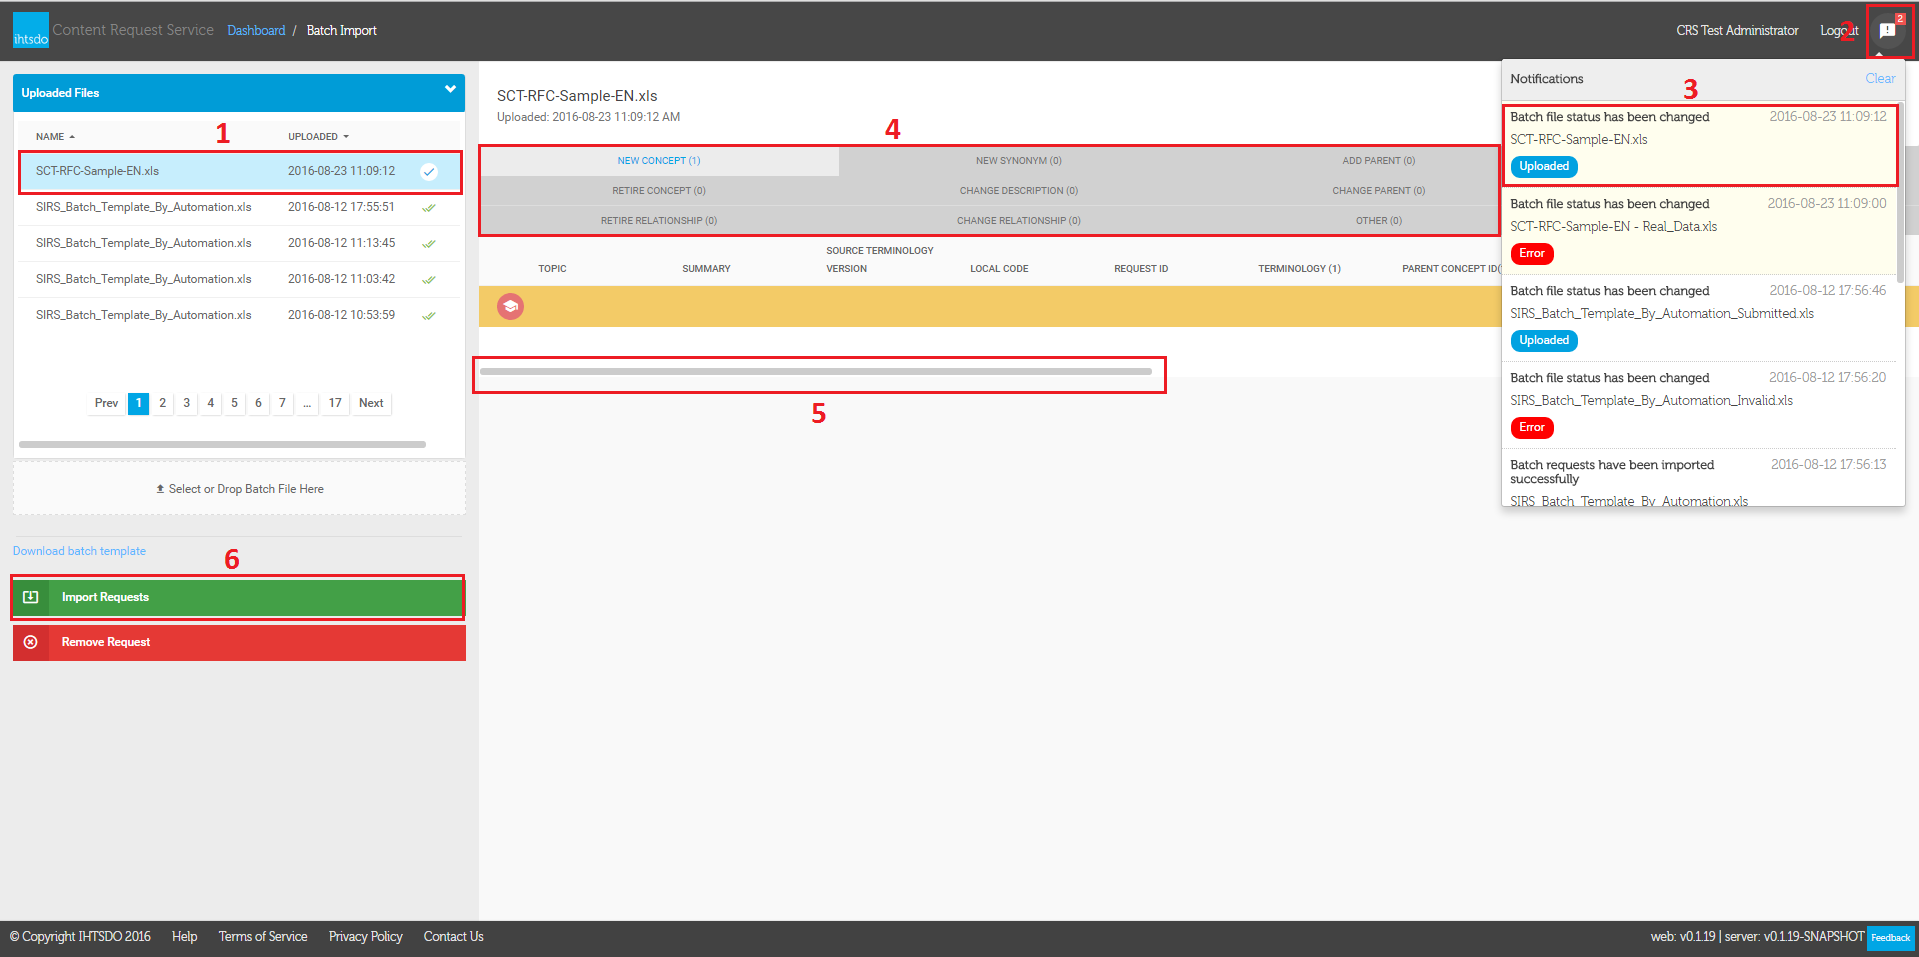 ihtsdo Content Request Service Dashboard / Batch Import CRS Test Administrator Logout 2 2
Uploaded Files
NAME 1 UPLOADED
SCT-RFC-Sample-EN.xls 2016-08-23 11:09:12
SIRS_Batch_Template_By_Automation.xls 2016-08-12 17:55:51
SIRS_Batch_Template_By_Automation.xls 2016-08-12 11:13:45
SIRS_Batch_Template_By_Automation.xls 2016-08-12 11:03:42
SIRS_Batch_Template_By_Automation.xls 2016-08-12 10:53:59
Prev 1 2 3 4 5 6 7 ... 17 Next
Select or Drop Batch File Here
Download batch template
6
Import Requests
Remove Request
SCT-RFC-Sample-EN.xls
Uploaded: 2016-08-23 11:09:12 AM
4
NEW CONCEPT (1) NEW SYNONYM (0) ADD PARENT (0)
RETIRE CONCEPT (0) CHANGE DESCRIPTION (0) CHANGE PARENT (0)
RETIRE RELATIONSHIP (0) CHANGE RELATIONSHIP (0) OTHER (0)
TOPIC SUMMARY SOURCE TERMINOLOGY
VERSION LOCAL CODE REQUEST ID TERMINOLOGY (1) PARENT CONCEPT ID(
5
Notifications Clear
3
Batch file status has been changed 2016-08-23 11:09:12
SCT-RFC-Sample-EN.xls
Uploaded
Batch file status has been changed 2016-08-23 11:09:00
SCT-RFC-Sample-EN - Real_Data.xls
Error
Batch file status has been changed 2016-08-12 17:56:46
SIRS_Batch_Template_By_Automation_Submitted.xls
Uploaded
Batch file status has been changed 2016-08-12 17:56:20
SIRS_Batch_Template_By_Automation_Invalid.xls
Error
Batch requests have been imported 2016-08-12 17:56:13
successfully
SIRS_Batch_Template_By_Automation.xls
© Copyright IHTSDO 2016 Help Terms of Service Privacy Policy Contact Us web: v0.1.19 | server: v0.1.19-SNAPSHOT Feedback